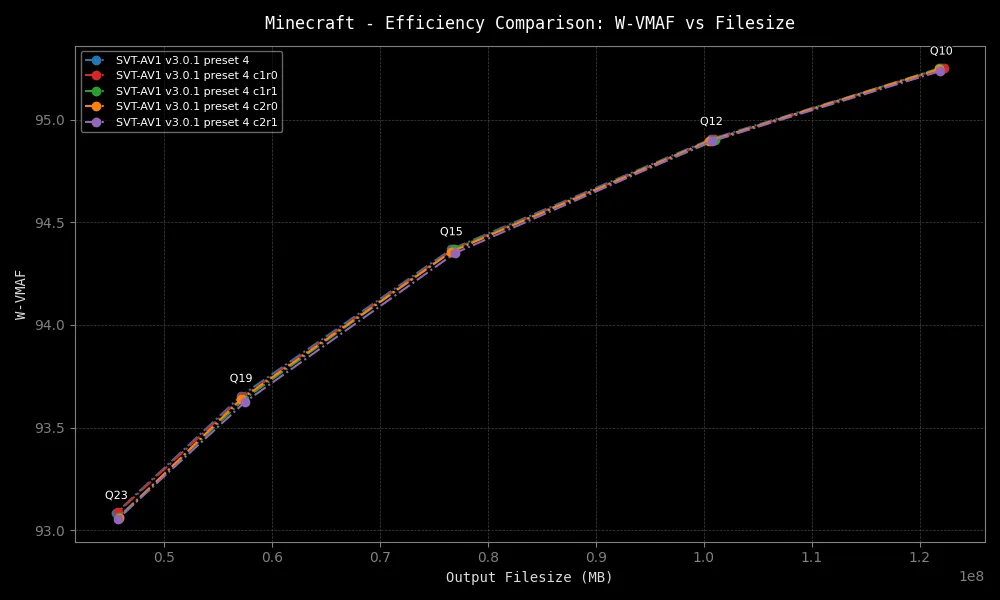 Minecraft - Efficiency Comparison: W-VMAF vs Filesize
SVT-AV1 v3.0.1 preset 4
SVT-AV1 v3.0.1 preset 4 c1r0
SVT-AV1 v3.0.1 preset 4 c1r1
SVT-AV1 v3.0.1 preset 4 c2r0
SVT-AV1 v3.0.1 preset 4 c2r1
Q10
Q12
Q15
Q19
Q23
95.0
94.5
94.0
93.5
93.0
W-VMAF
0.5
0.6
0.7
0.8
0.9
1.0
1.1
1.2
1e8
Output Filesize (MB)